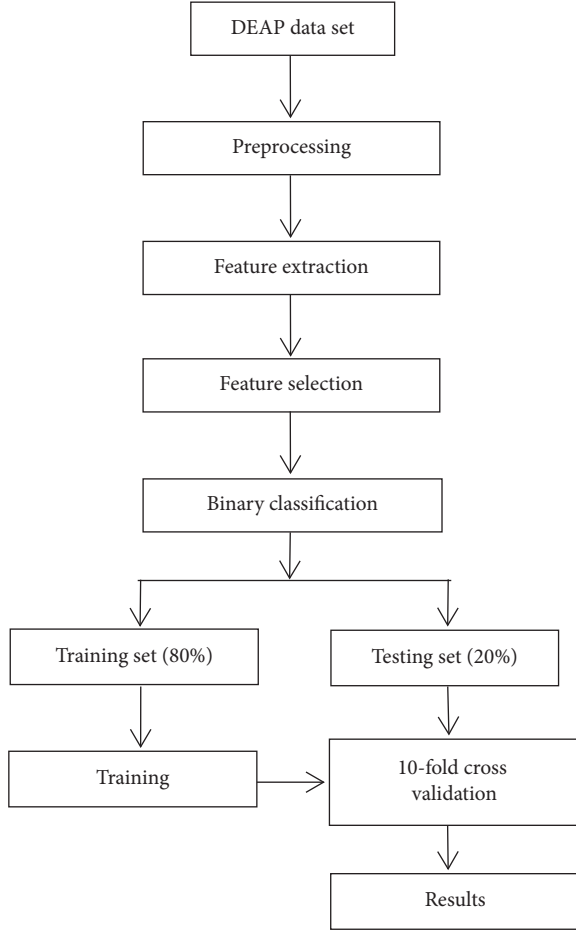 DEAP data set
Preprocessing
Feature extraction
Feature selection
Binary classification
Training set (80%)
Testing set (20%)
Training
10-fold cross
validation
Results